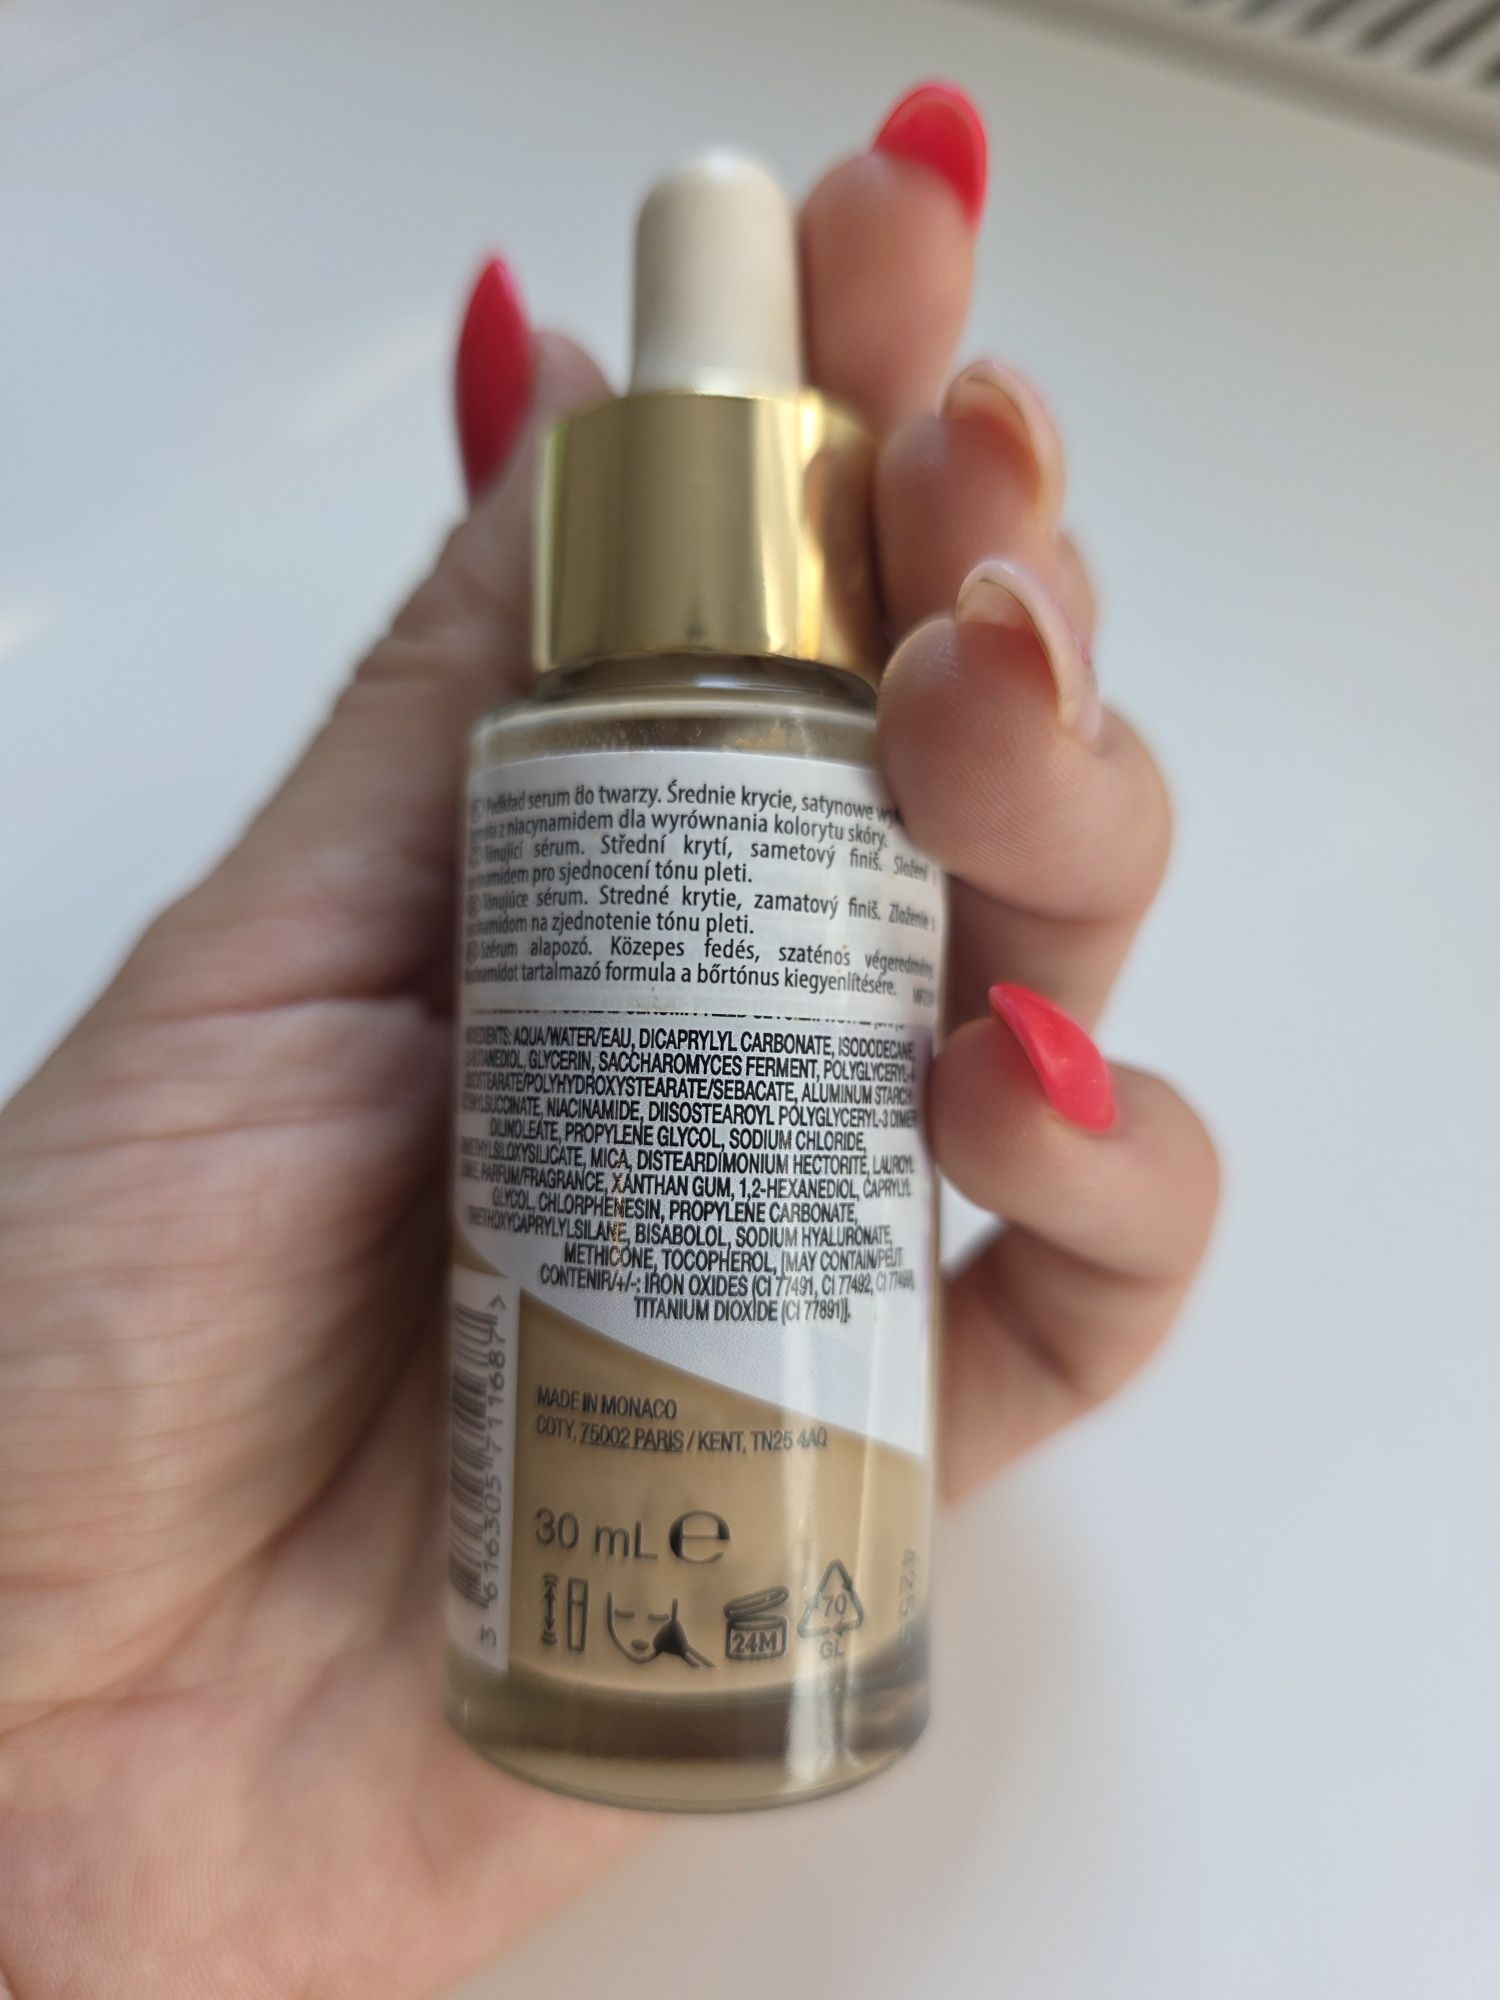 Podkład serum do twarzy. Średnie krycie, satynowe
z niacynamidem dla wyrównania kolorytu skóry.
Tónující sérum. Střední krytí, sametový finiš. Složení
pro sjednocení tónu pleti.
Tónujúce sérum. Stredné krytie, zamatový finiš. Zloženie s
na zjednotenie tónu pleti.
Szérum alapozó. Közepes fedés, szaténos
tartalmazó formula a bőrtónus kiegyenlítésére.
AQUA/WATER/EAU, DICAPRYLYL CARBONATE, ISODODECANE,
GLYCERIN, SACCHAROMYCES FERMENT, POLYGLYCERYL-4
ALUMINUM STARCH
NIACINAMIDE, DIISOSTEAROYL POLYGLYCERYL-3 DIMER
DILINOLEATE, PROPYLENE GLYCOL, SODIUM CHLORIDE,
MICA, DISTEARDIMONIUM HECTORITE, LAUROYL
PARFUM/FRAGRANCE, XANTHAN GUM, 1,2-HEXANEDIOL, CAPRYLYL
GLYCOL, CHLORPHENESIN, PROPYLENE CARBONATE,
TRIETHOXYCAPRYLYLSILANE, BISABOLOL, SODIUM HYALURONATE,
METHICONE, TOCOPHEROL, [MAY CONTAIN/PEUT
CONTENIR/+/-: IRON OXIDES (CI 77491, CI 77492, CI 77499),
TITANIUM DIOXIDE (CI 77891)].
MADE IN MONACO
COTY, 75002 PARIS / KENT, TN25 4AQ
30 mL e
24M
70
GL
3 616305 711687 >